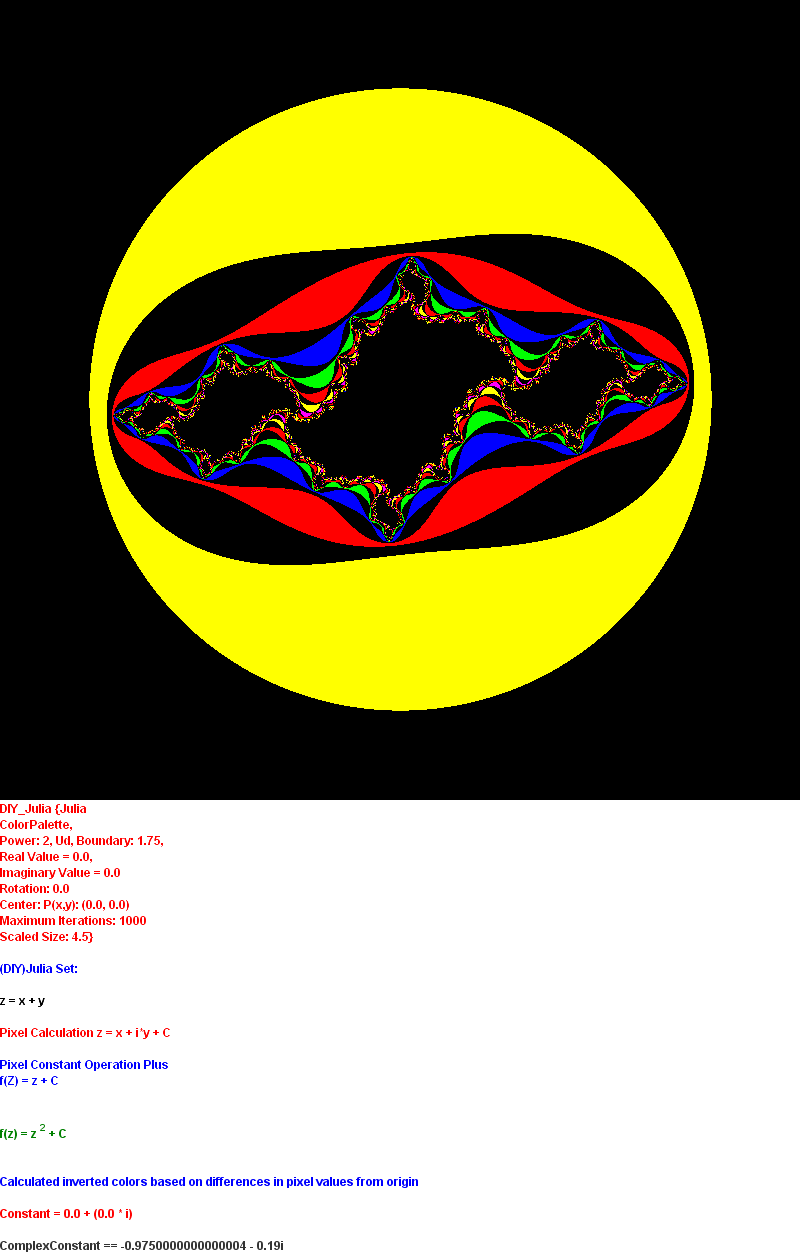 DIY_Julia {Julia
ColorPalette,
Power: 2, Ud, Boundary: 1.75,
Real Value = 0.0,
Imaginary Value = 0.0
Rotation: 0.0
Center: P(x,y): (0.0, 0.0)
Maximum Iterations: 1000
Scaled Size: 4.5}
(DIY)Julia Set:
z = x + y
Pixel Calculation z = x + i*y + C
Pixel Constant Operation Plus
f(Z) = z + C
f(z) = z 2 + C
Calculated inverted colors based on differences in pixel values from origin
Constant = 0.0 + (0.0 * i)
ComplexConstant == -0.9750000000000004 - 0.19i